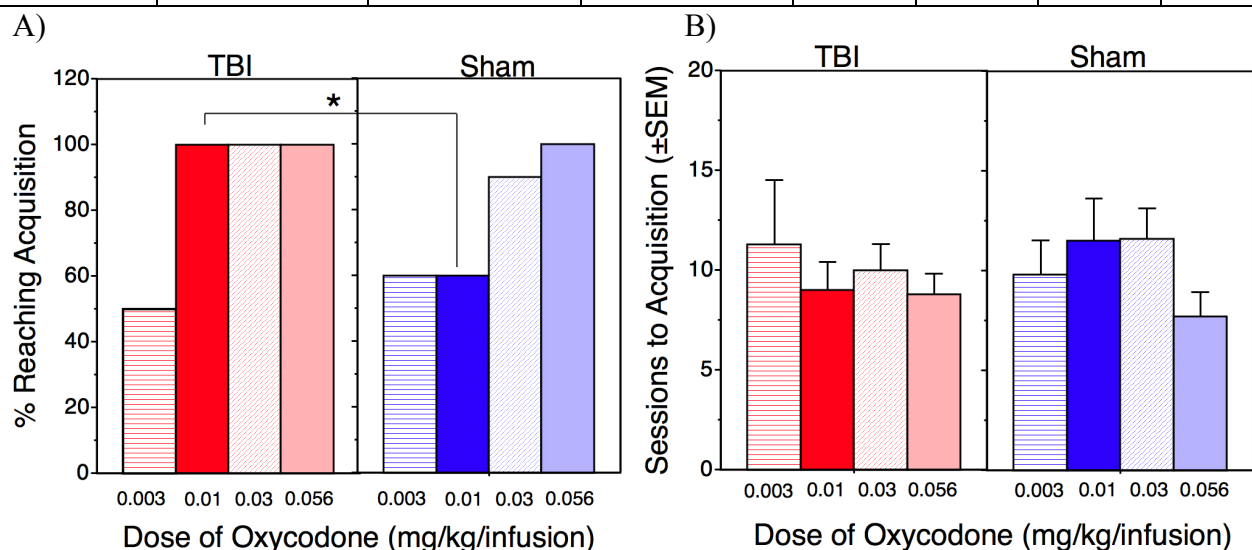 A)
TBI
Sham
120
100
80
60
40
20
0
% Reaching Acquisition
*
0.003 0.01 0.03 0.056
0.003 0.01 0.03 0.056
Dose of Oxycodone (mg/kg/infusion)
B)
TBI
Sham
20
15
10
5
0
Sessions to Acquisition (±SEM)
0.003 0.01 0.03 0.056
0.003 0.01 0.03 0.056
Dose of Oxycodone (mg/kg/infusion)